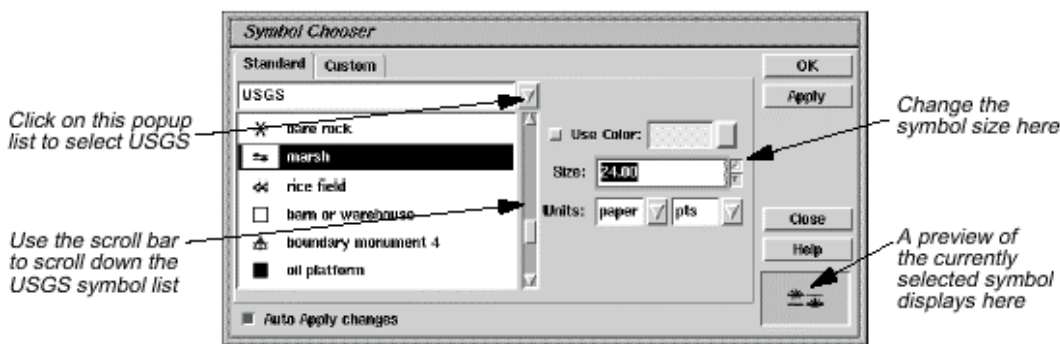 Symbol Chooser
Standard Custom
USGS
bare rock
marsh
rice field
barn or warehouse
boundary monument 4
oil platform
Use Color:
Size: 24.00
Units: paper pts
OK
Apply
Close
Help
Auto Apply changes
Click on this popup
list to select USGS
Use the scroll bar
to scroll down the
USGS symbol list
Change the
symbol size here
A preview of
the currently
selected symbol
displays here